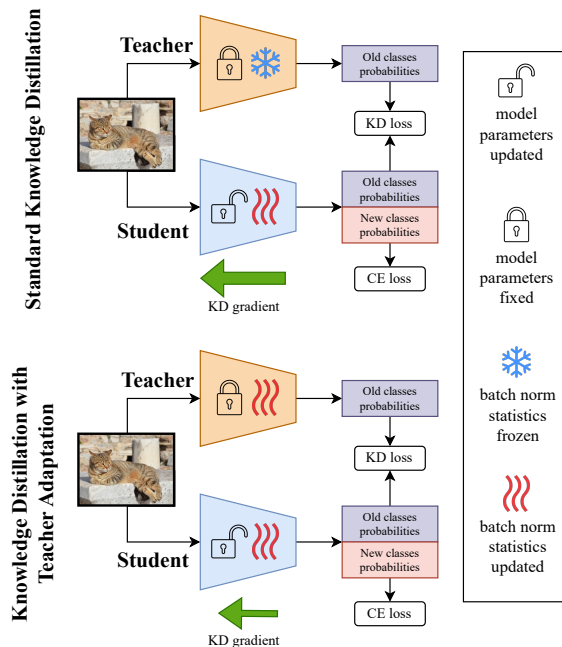 Standard Knowledge Distillation
Teacher
Old classes
probabilities
KD loss
Old classes
probabilities
New classes
probabilities
Student
CE loss
KD gradient
Knowledge Distillation with
Teacher Adaptation
Teacher
Old classes
probabilities
KD loss
Old classes
probabilities
New classes
probabilities
Student
CE loss
KD gradient
model
parameters
updated
model
parameters
fixed
batch norm
statistics
frozen
batch norm
statistics
updated